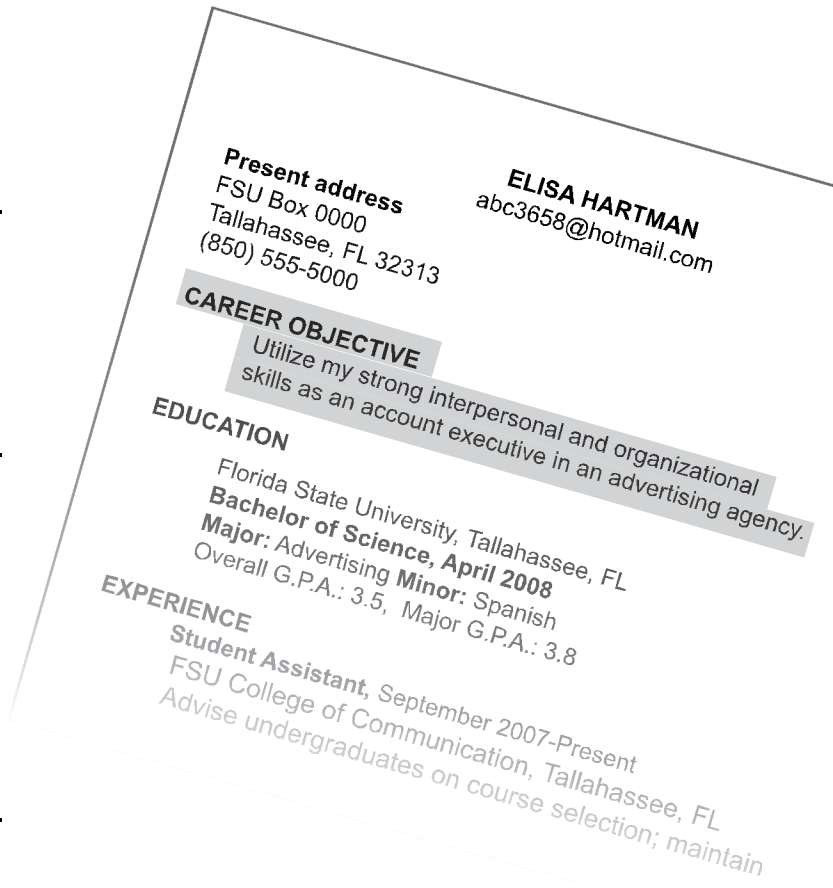 ELISA HARTMAN
abc3658@hotmail.com
Present address
FSU Box 0000
Tallahassee, FL 32313
(850) 555-5000
CAREER OBJECTIVE
Utilize my strong interpersonal and organizational
skills as an account executive in an advertising agency.
EDUCATION
Florida State University, Tallahassee, FL
Bachelor of Science, April 2008
Major: Advertising Minor: Spanish
Overall G.P.A.: 3.5, Major G.P.A.: 3.8
EXPERIENCE
Student Assistant, September 2007-Present
FSU College of Communication, Tallahassee, FL
Advise undergraduates on course selection; maintain